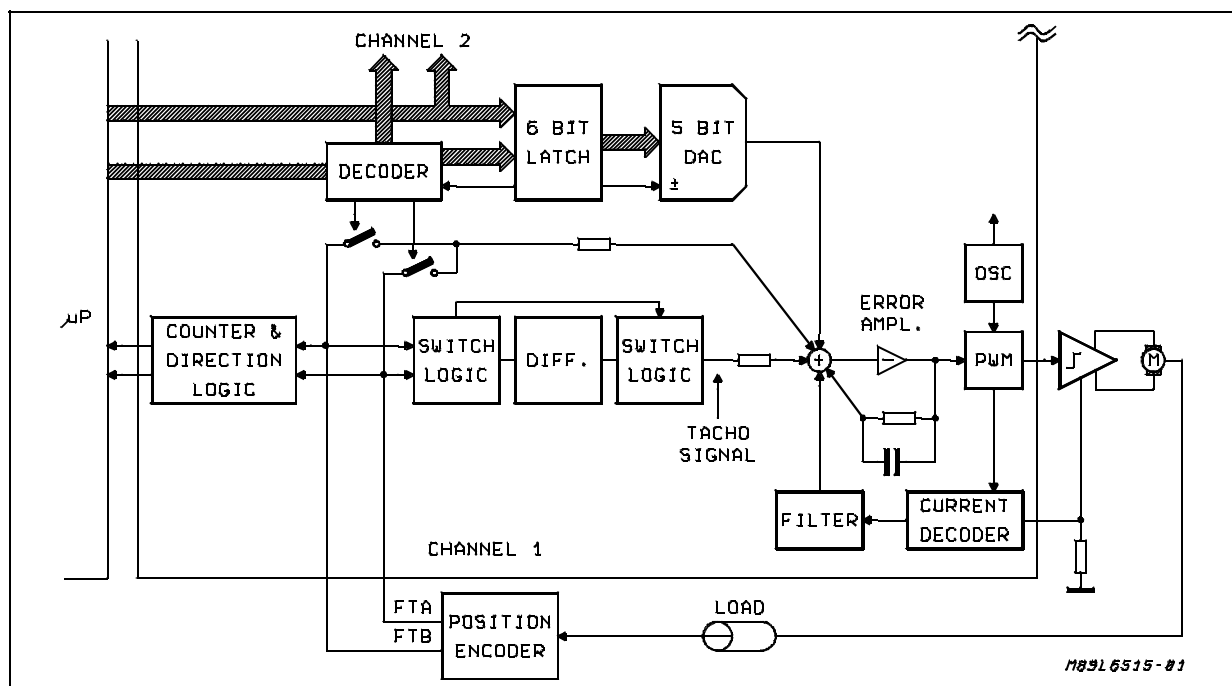 CHANNEL 2
6 BIT
LATCH
5 BIT
DAC
±
DECODER
OSC
μP
COUNTER &
DIRECTION
LOGIC
SWITCH
LOGIC
DIFF.
SWITCH
LOGIC
+
ERROR
AMPL.
−
PWM
M
TACHO
SIGNAL
FILTER
CURRENT
DECODER
CHANNEL 1
FTA
FTB
POSITION
ENCODER
LOAD
M89L6515-01